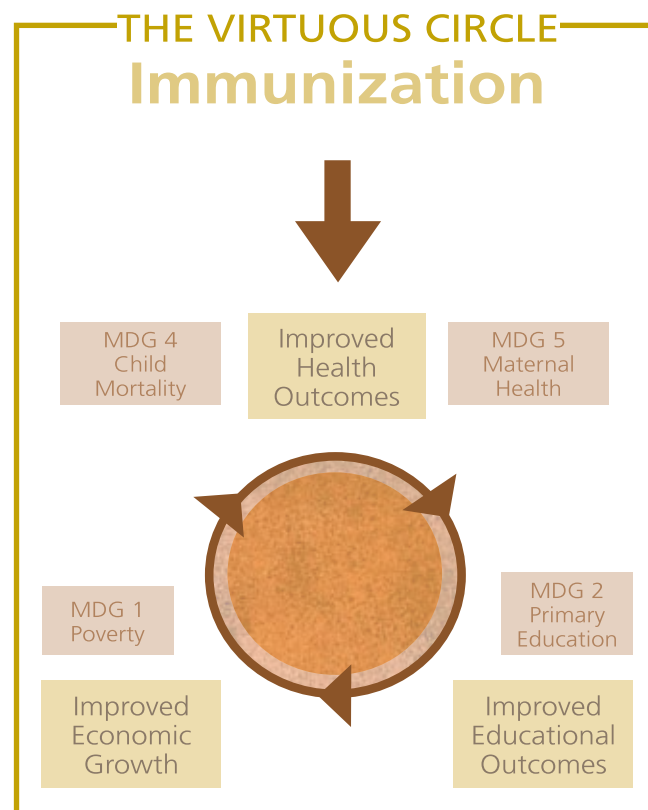 THE VIRTUOUS CIRCLE
Immunization
MDG 4
Child
Mortality
Improved
Health
Outcomes
MDG 5
Maternal
Health
MDG 1
Poverty
MDG 2
Primary
Education
Improved
Economic
Growth
Improved
Educational
Outcomes